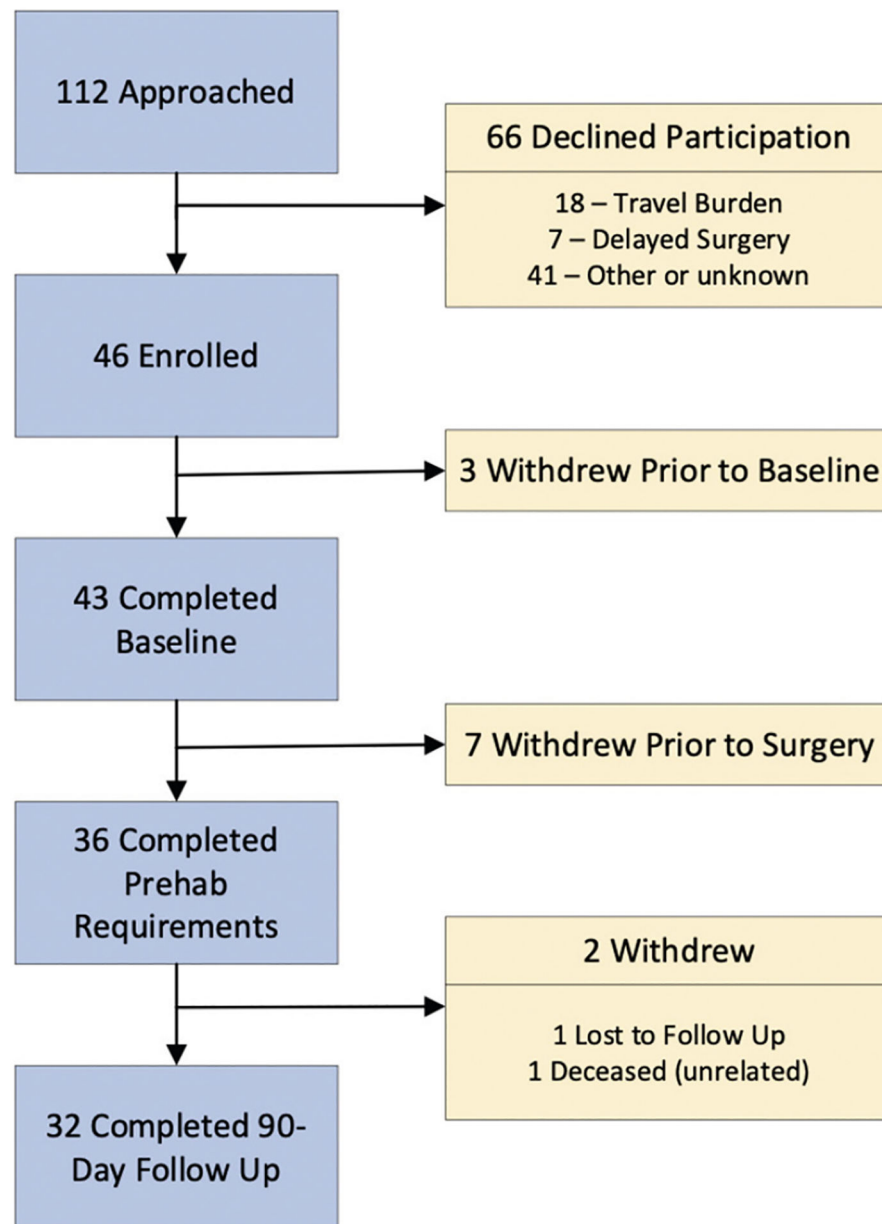 112 Approached
66 Declined Participation
18 – Travel Burden
7 – Delayed Surgery
41 – Other or unknown
46 Enrolled
3 Withdrew Prior to Baseline
43 Completed
Baseline
7 Withdrew Prior to Surgery
36 Completed
Prehab
Requirements
2 Withdrew
1 Lost to Follow Up
1 Deceased (unrelated)
32 Completed 90-
Day Follow Up